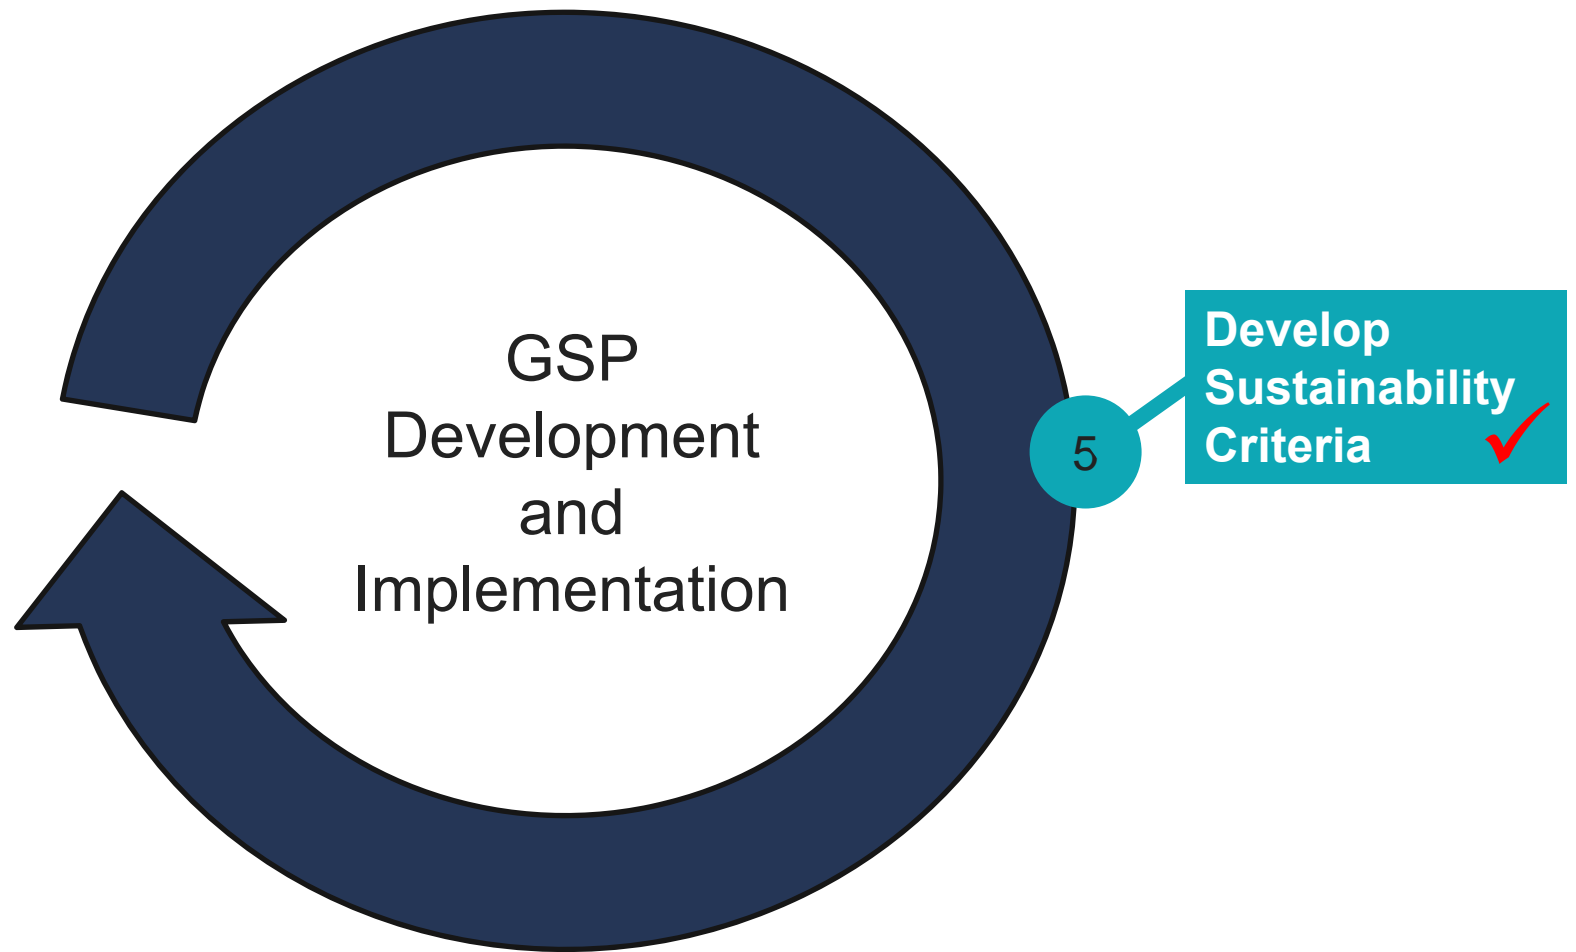 GSP
Development
and
Implementation
5
Develop
Sustainability
Criteria